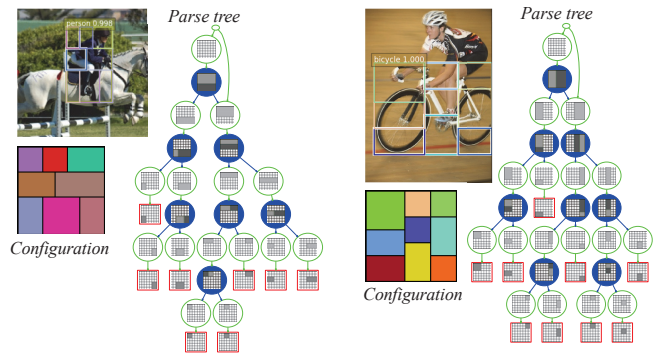 Parse tree
person 0.998
Configuration
Parse tree
bicycle 1.000
Configuration